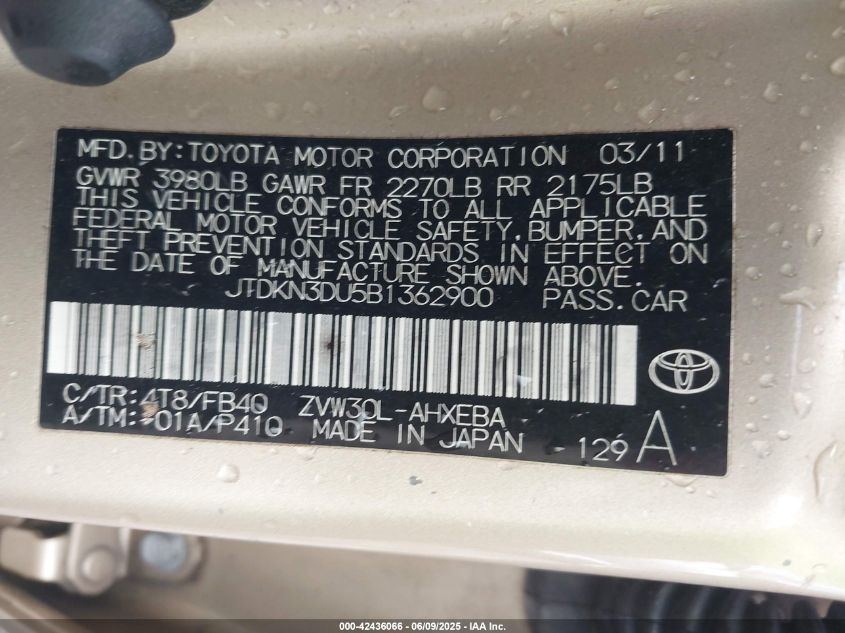 MFD. BY: TOYOTA MOTOR CORPORATION 03/11
GVWR 3980LB GAWR FR 2270LB RR 2175LB
THIS VEHICLE CONFORMS TO ALL APPLICABLE
FEDERAL MOTOR VEHICLE SAFETY, BUMPER, AND
THEFT PREVENTION STANDARDS IN EFFECT ON
THE DATE OF MANUFACTURE SHOWN ABOVE.
JTDKN3DU5B1362900 PASS. CAR
C/TR: 4T8/FB40 ZVW30L-AHXEBA
A/TM: -01A/P410 MADE IN JAPAN 129 A
000-42436066 - 06/09/2025 - IAA Inc.